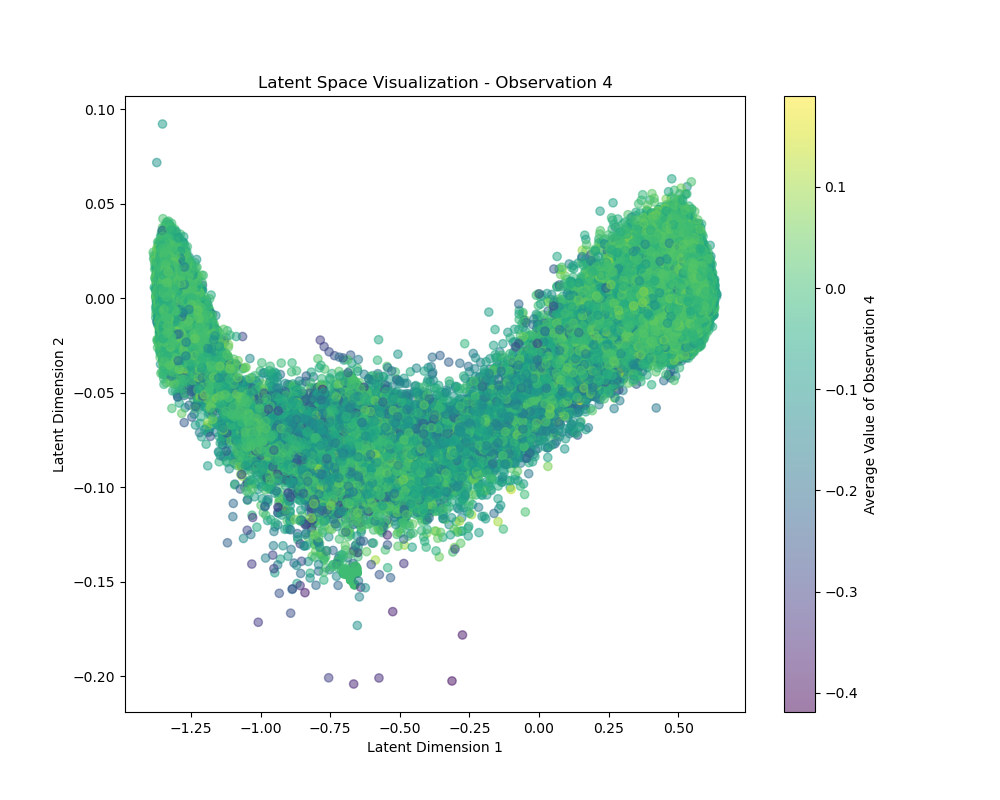 Latent Space Visualization - Observation 4
0.10
0.05
0.00
−0.05
−0.10
−0.15
−0.20
Latent Dimension 2
−1.25 −1.00 −0.75 −0.50 −0.25 0.00 0.25 0.50
Latent Dimension 1
0.1
0.0
−0.1
−0.2
−0.3
−0.4
Average Value of Observation 4